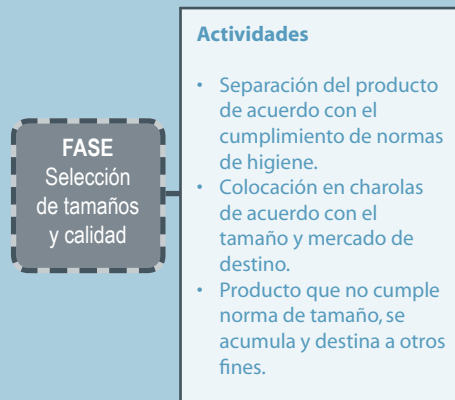 FASE
Selección
de tamaños
y calidad
Actividades
• Separación del producto
de acuerdo con el
cumplimiento de normas
de higiene.
• Colocación en charolas
de acuerdo con el
tamaño y mercado de
destino.
• Producto que no cumple
norma de tamaño, se
acumula y destina a otros
fines.